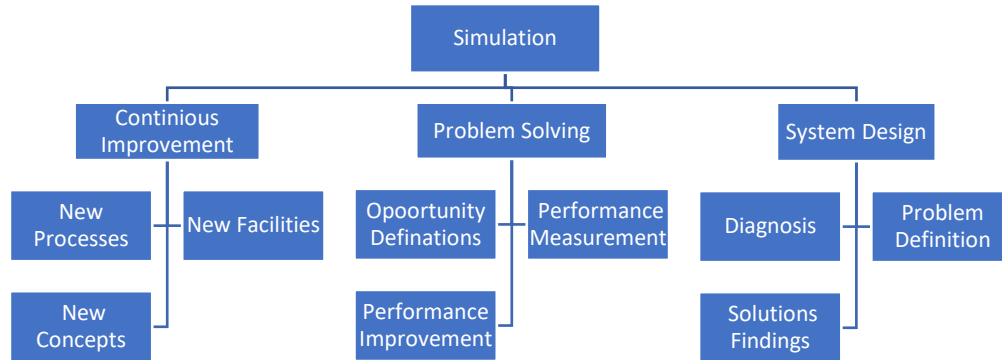 Simulation
Continious
Improvement
Problem Solving
System Design
New
Processes
New Facilities
Opoortunity
Definations
Performance
Measurement
Diagnosis
Problem
Definition
New
Concepts
Performance
Improvement
Solutions
Findings